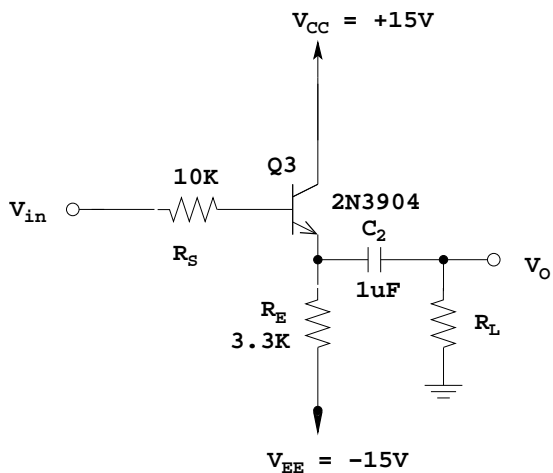 V_CC = +15V
Q3
10K
2N3904
V_in
C_2
R_S
V_O
1uF
R_E
R_L
3.3K
V_EE = -15V